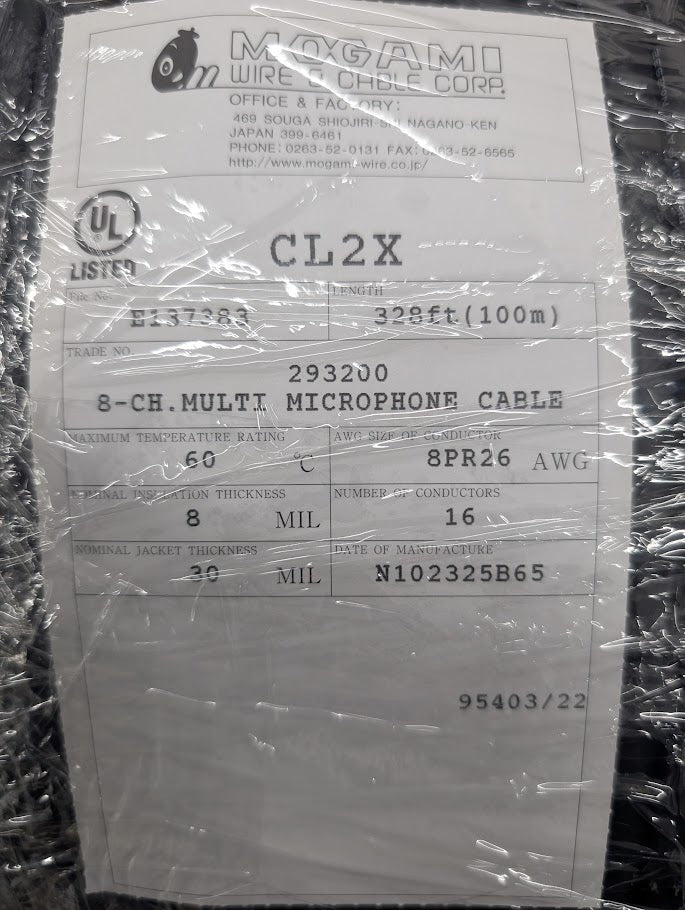 m MOGAMI
WIRE & CABLE CORP.
OFFICE & FACTORY:
469 SOUGA SHIOJIRI-SHI NAGANO-KEN
JAPAN 399-6461
PHONE:0263-52-0131 FAX:0263-52-6565
http://www.mogami-wire.co.jp/
UL
LISTED
CL2X
File No. LENGTH
E137383 328ft(100m)
TRADE NO.
293200
8-CH.MULTI MICROPHONE CABLE
MAXIMUM TEMPERATURE RATING AWG SIZE OF CONDUCTOR
60 °C 8PR26 AWG
NOMINAL INSULATION THICKNESS NUMBER OF CONDUCTORS
8 MIL 16
NOMINAL JACKET THICKNESS DATE OF MANUFACTURE
30 MIL N102325B65
95403/22